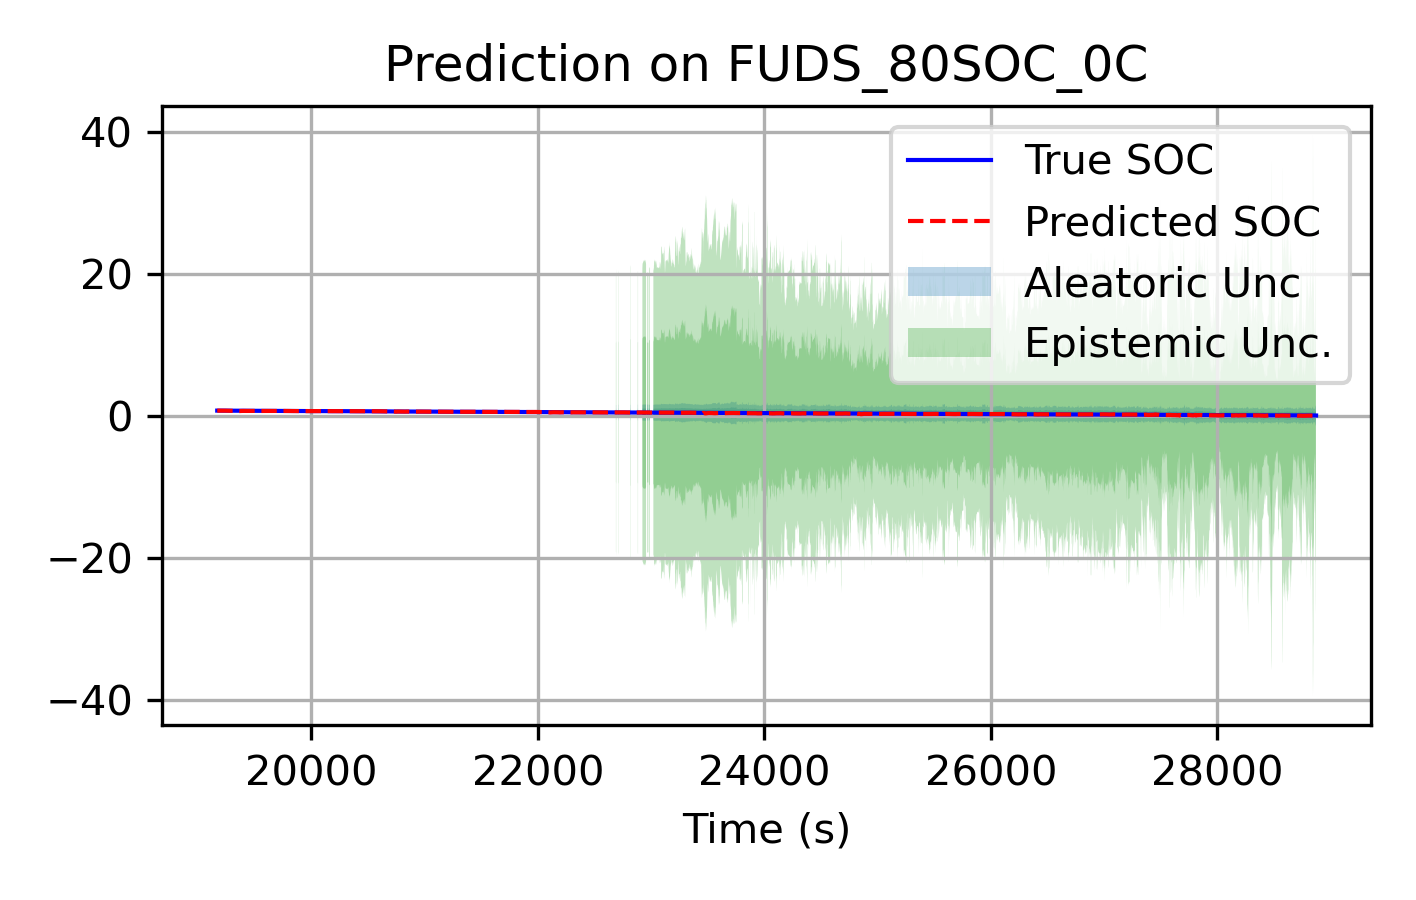 Prediction on FUDS_80SOC_0C
40
20
0
−20
−40
True SOC
Predicted SOC
Aleatoric Unc
Epistemic Unc.
20000 22000 24000 26000 28000
Time (s)